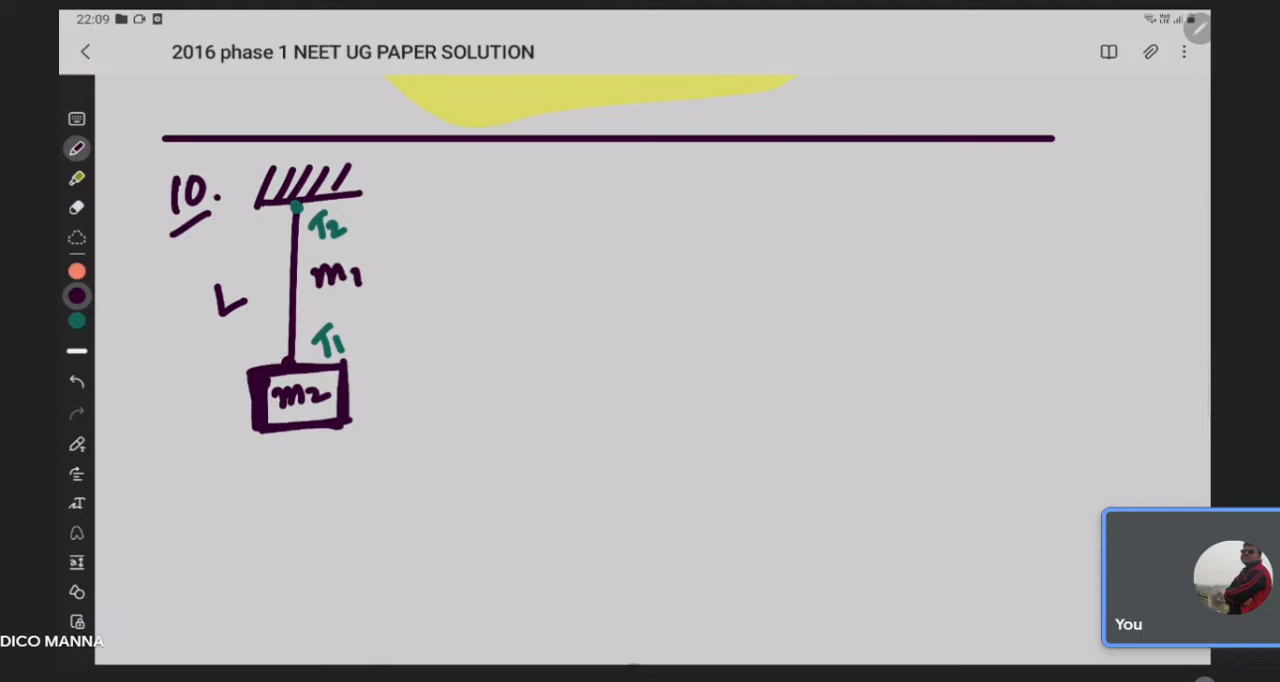 22:09
2016 phase 1 NEET UG PAPER SOLUTION
10.
T2
m1
L
T1
m2
You
DICO MANNA